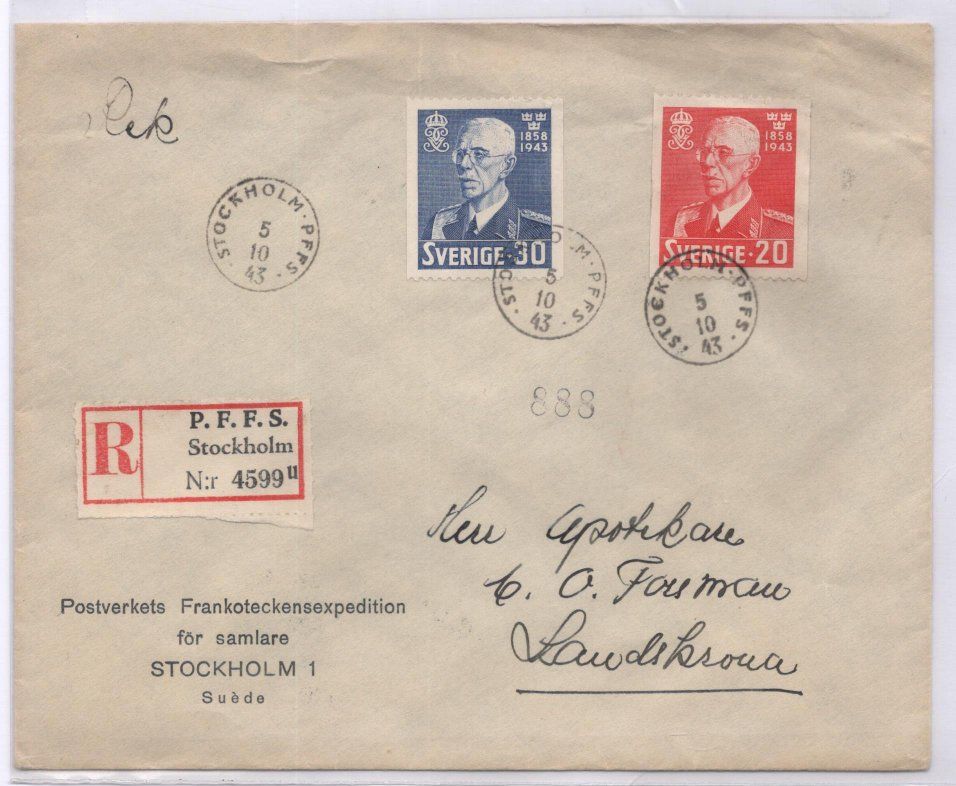 Rek
1858
1943
SVERIGE·30
1858
1943
SVERIGE·20
·STOCKHOLM·PFFS·
5
10
43
·STOCKHOLM·PFFS·
5
10
43
·STOCKHOLM·PFFS·
5
10
43
888
R
P. F. F. S.
Stockholm
N:r 4599 u
Herr Apotekare
C. O. Forsman
Landskrona
Postverkets Frankoteckensexpedition
för samlare
STOCKHOLM 1
Suède